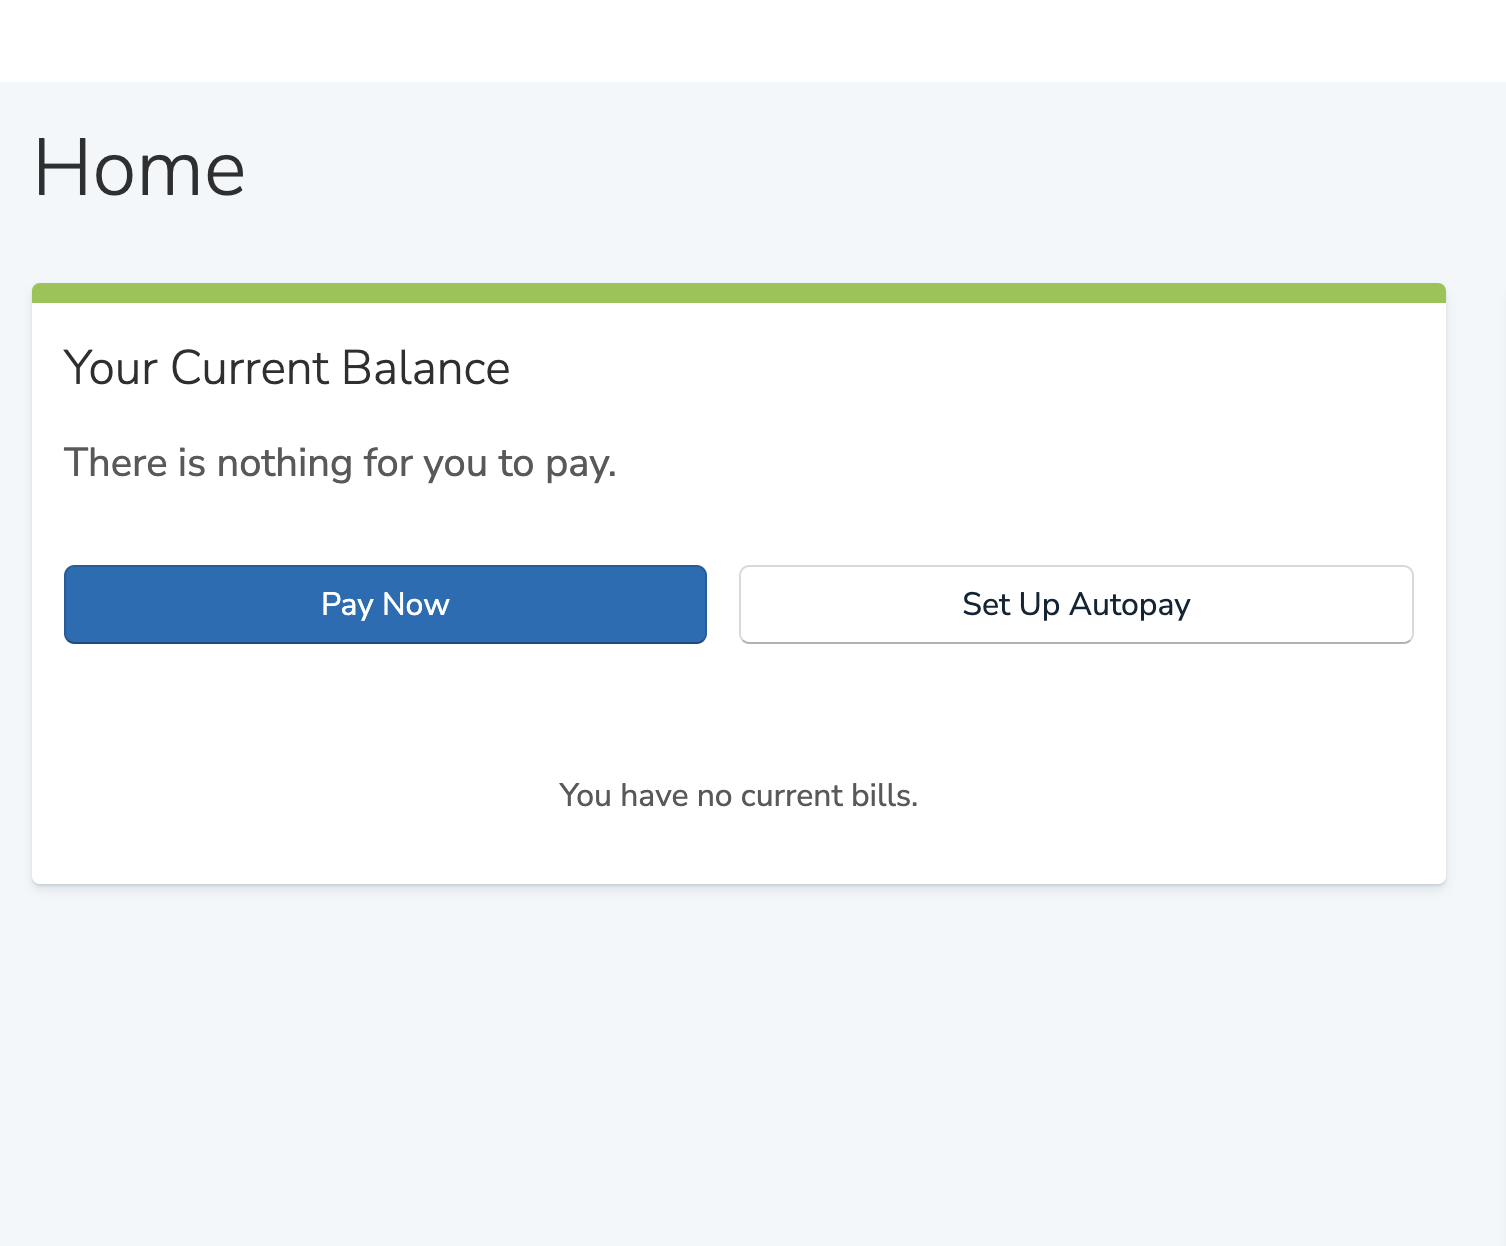 Home
Your Current Balance
There is nothing for you to pay.
Pay Now
Set Up Autopay
You have no current bills.